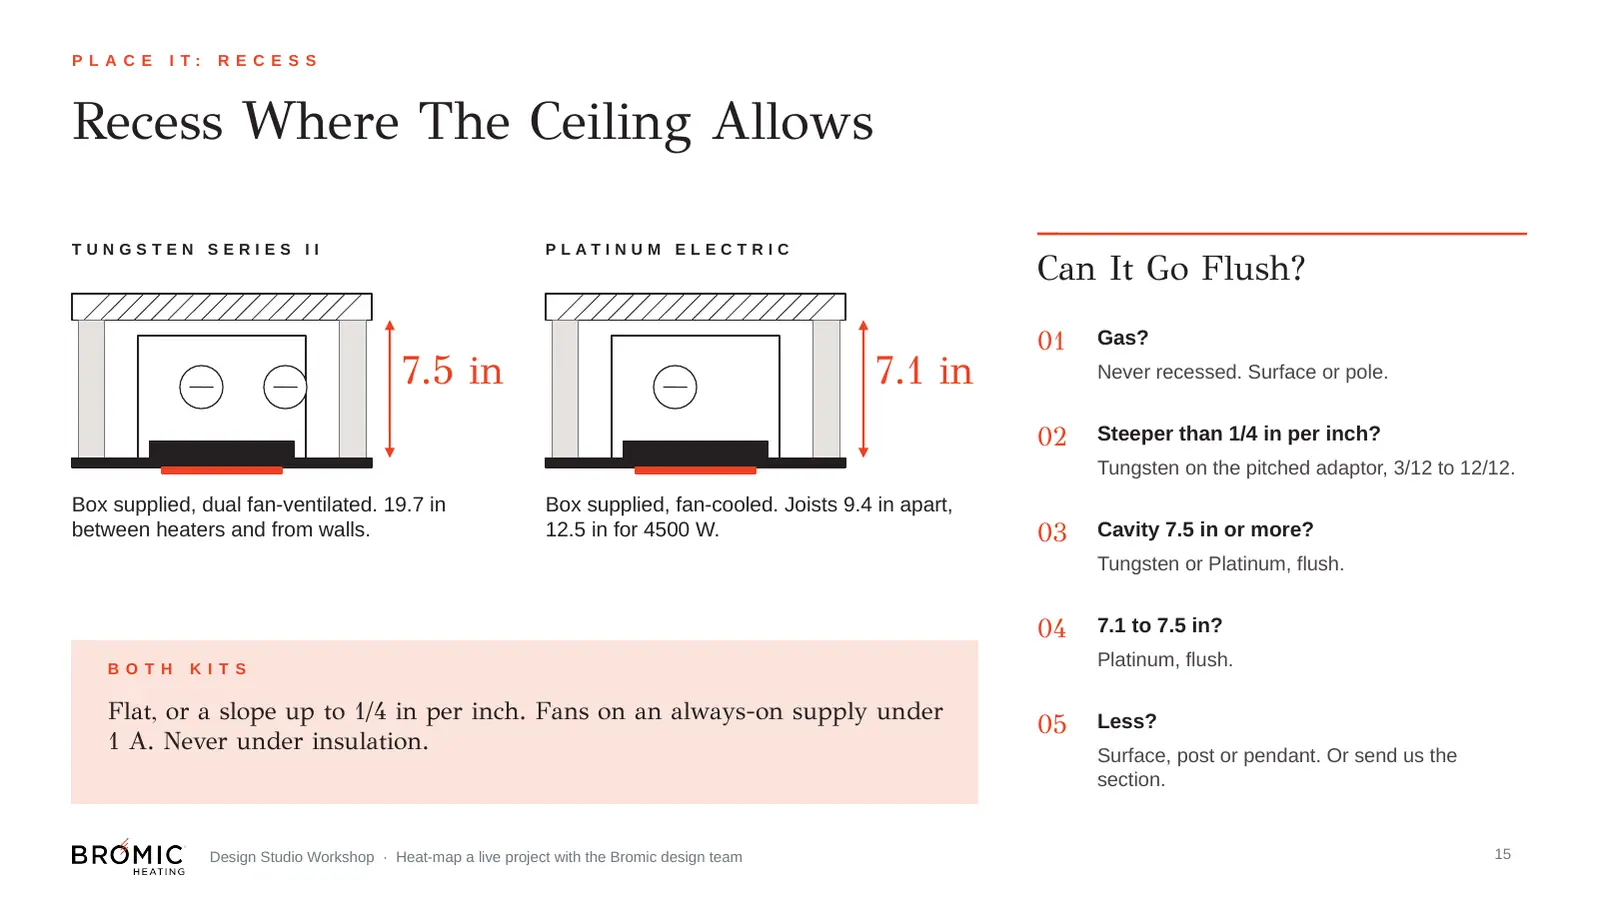 PLACE IT: RECESS
Recess Where The Ceiling Allows
TUNGSTEN SERIES II
7.5 in
Box supplied, dual fan-ventilated. 19.7 in
between heaters and from walls.
PLATINUM ELECTRIC
7.1 in
Box supplied, fan-cooled. Joists 9.4 in apart,
12.5 in for 4500 W.
BOTH KITS
Flat, or a slope up to 1/4 in per inch. Fans on an always-on supply under
1 A. Never under insulation.
Can It Go Flush?
01 Gas?
Never recessed. Surface or pole.
02 Steeper than 1/4 in per inch?
Tungsten on the pitched adaptor, 3/12 to 12/12.
03 Cavity 7.5 in or more?
Tungsten or Platinum, flush.
04 7.1 to 7.5 in?
Platinum, flush.
05 Less?
Surface, post or pendant. Or send us the
section.
BROMIC
HEATING
Design Studio Workshop · Heat-map a live project with the Bromic design team
15